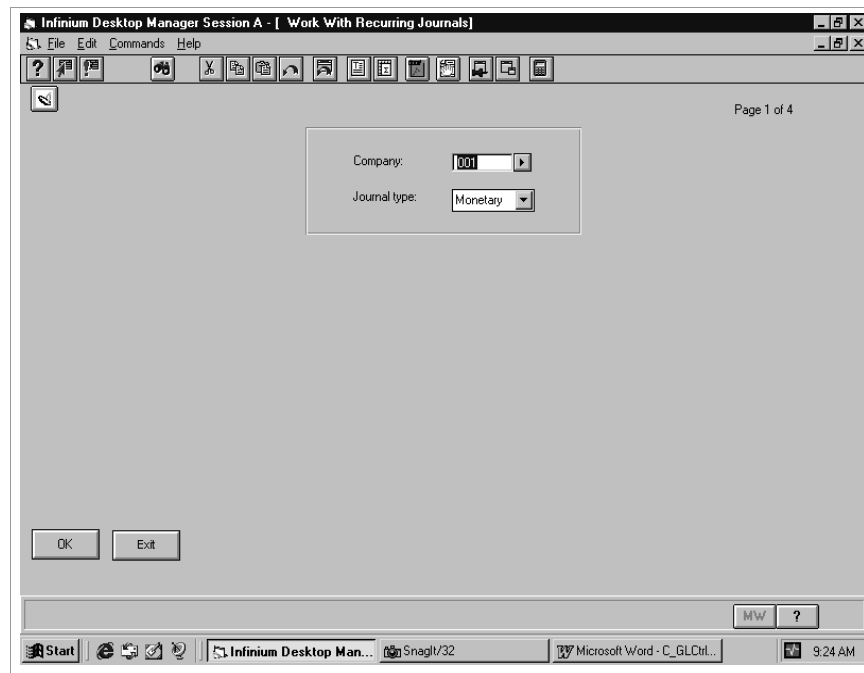 Infinium Desktop Manager Session A - [ Work With Recurring Journals]
File Edit Commands Help
Page 1 of 4
Company: 001
Journal type: Monetary
OK Exit
MW ?
Start Infinium Desktop Man... SnagIt/32 Microsoft Word - C_GLCtrl... 9:24 AM